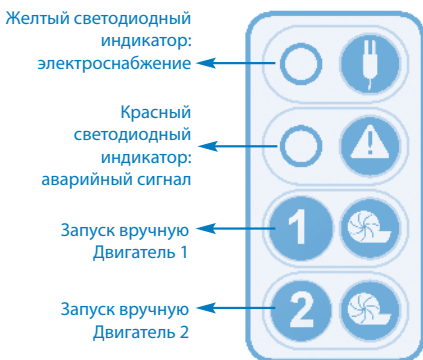 Желтый светодиодный
индикатор:
электроснабжение
Красный
светодиодный
индикатор:
аварийный сигнал
1
Запуск вручную
Двигатель 1
2
Запуск вручную
Двигатель 2